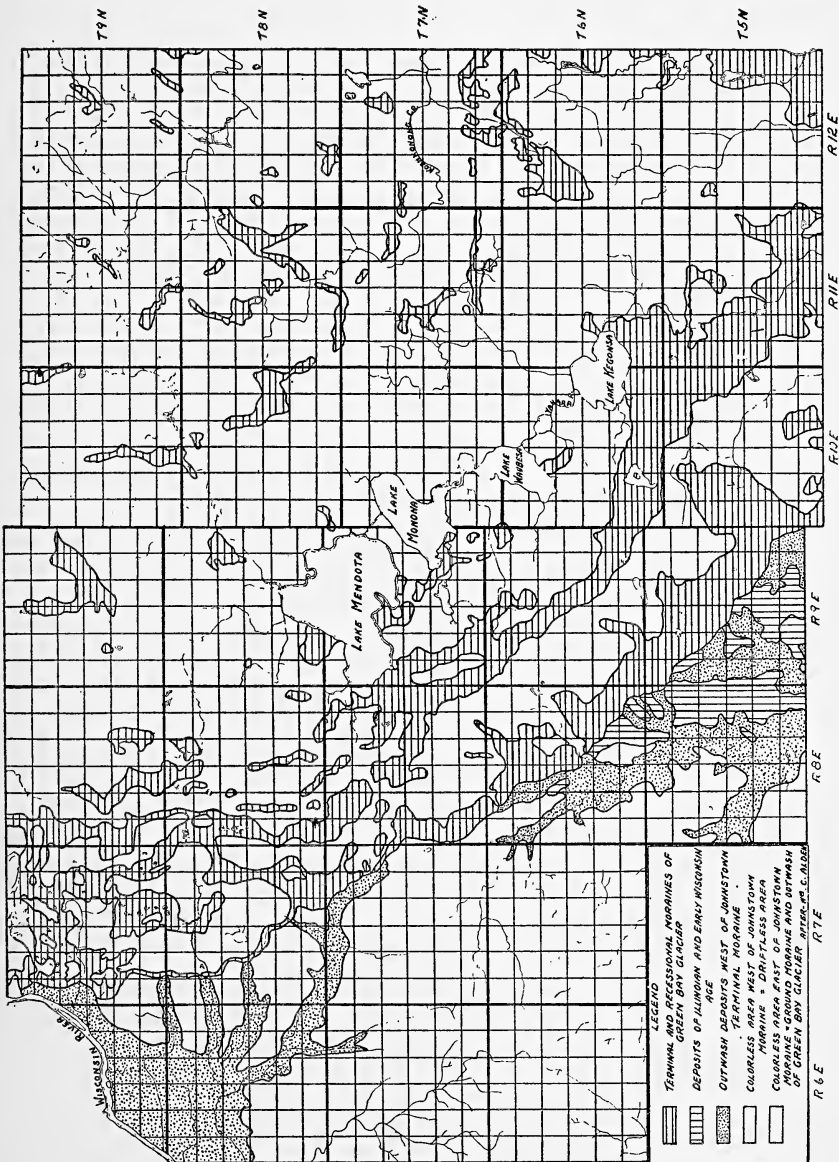 T9N
T8N
T7N
T6N
T5N
WISCONSIN
RIVER
LAKE MENDOTA
LAKE
MONONA
LAKE
WAUBESA
LAKE KEGONSA
LEGEND
TERMINAL AND RECESSIONAL MORAINES OF
GREEN BAY GLACIER
DEPOSITS OF ILLINOIAN AND EARLY WISCONSIN
AGE
OUTWASH DEPOSITS WEST OF JOHNSTOWN
TERMINAL MORAINE.
COLORLESS AREA WEST OF JOHNSTOWN
MORAINE = DRIFTLESS AREA
COLORLESS AREA EAST OF JOHNSTOWN
MORAINE = GROUND MORAINE AND OUTWASH
OF GREEN BAY GLACIER AFTER - WM. C. ALDEN
R6E
R7E
R8E
R9E
R10E
R11E
R12E